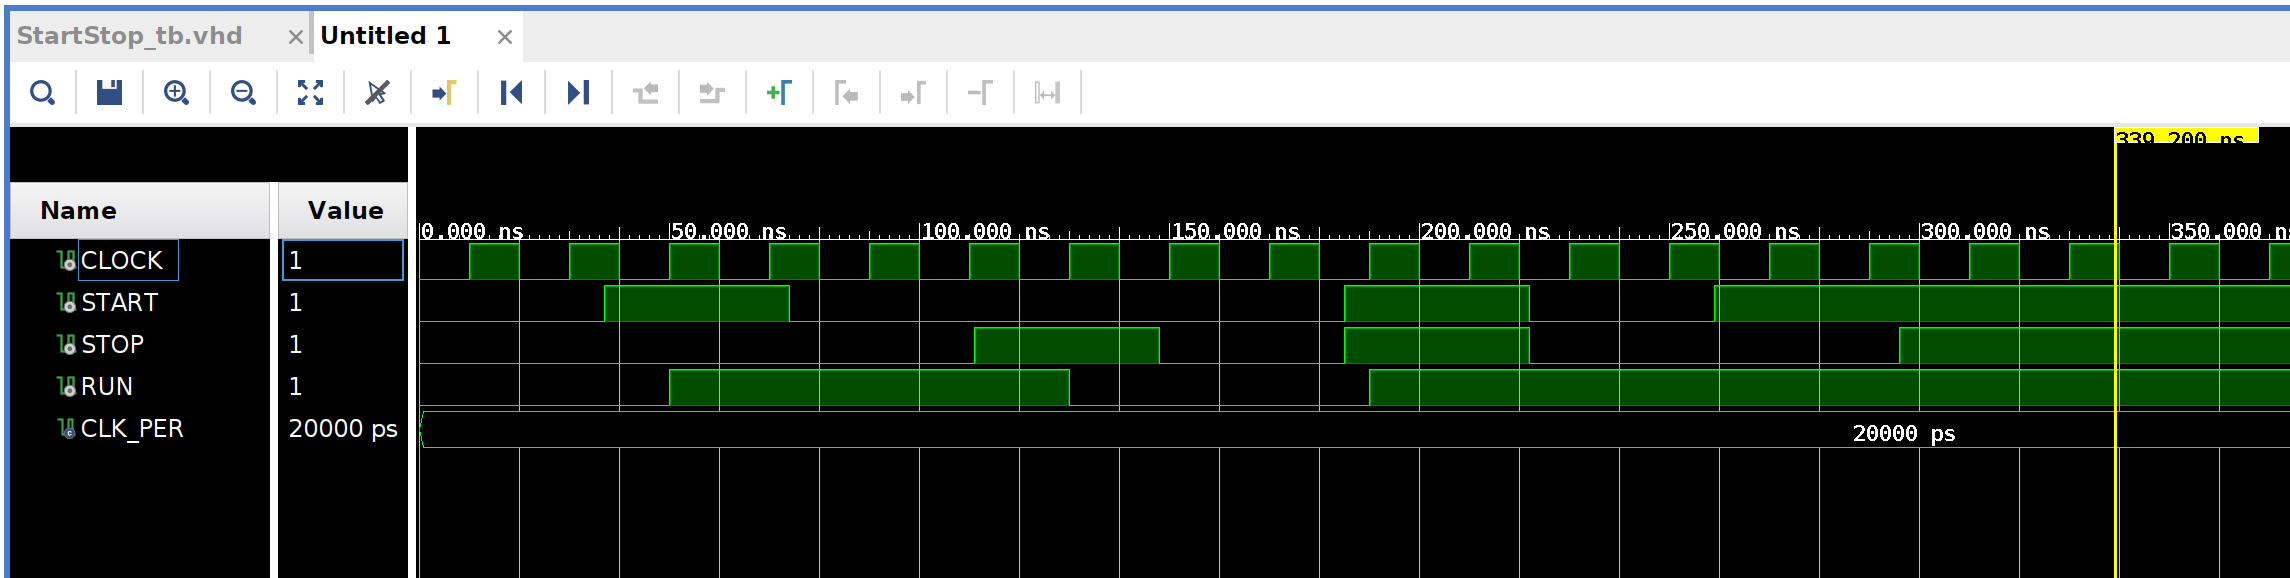 StartStop_tb.vhd × Untitled 1 ×
339.200 ns
Name Value
0.000 ns 50.000 ns 100.000 ns 150.000 ns 200.000 ns 250.000 ns 300.000 ns 350.000 n
CLOCK 1
START 1
STOP 1
RUN 1
CLK_PER 20000 ps 20000 ps